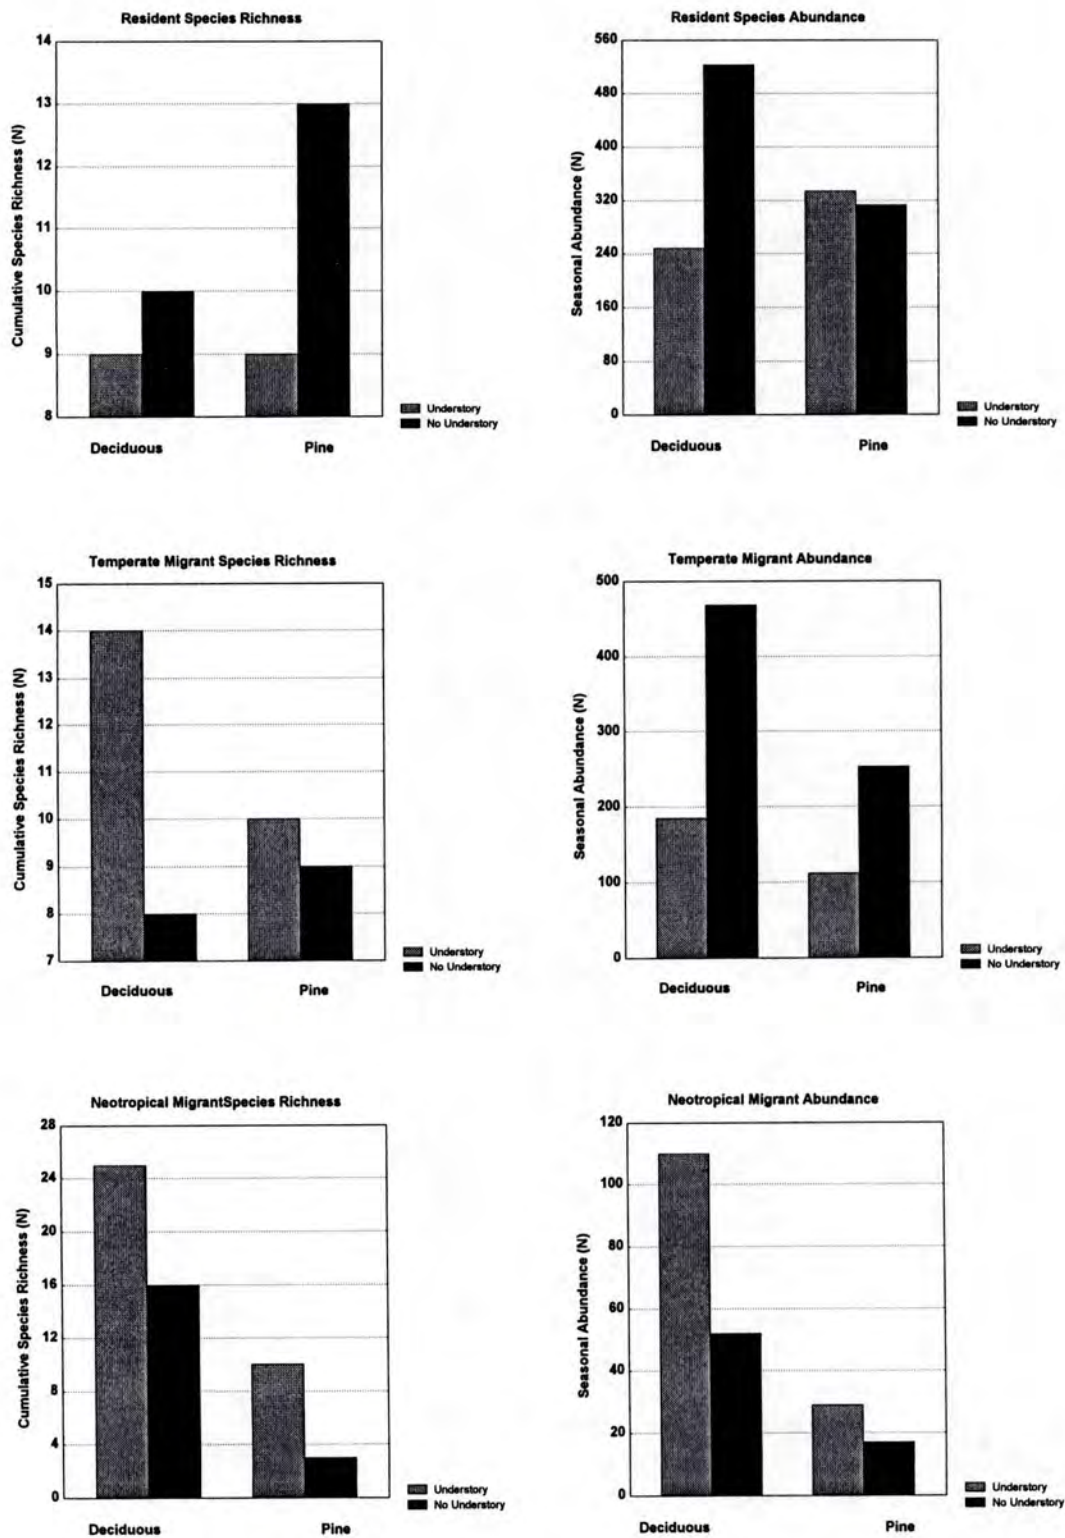 Resident Species Richness
Cumulative Species Richness (N)
14
13
12
11
10
9
8
Deciduous Pine
Understory
No Understory
Resident Species Abundance
Seasonal Abundance (N)
560
480
400
320
240
160
80
0
Deciduous Pine
Understory
No Understory
Temperate Migrant Species Richness
Cumulative Species Richness (N)
15
14
13
12
14
10
9
8
7
Deciduous Pine
Understory
No Understory
Temperate Migrant Abundance
Seasonal Abundance (N)
500
400
300
200
100
0
Deciduous Pine
Understory
No Understory
Neotropical MigrantSpecies Richness
Cumulative Species Richness (N)
28
24
20
16
12
8
4
0
Deciduous Pine
Understory
No Understory
Neotropical Migrant Abundance
Seasonal Abundance (N)
120
100
80
60
40
20
0
Deciduous Pine
Understory
No Understory